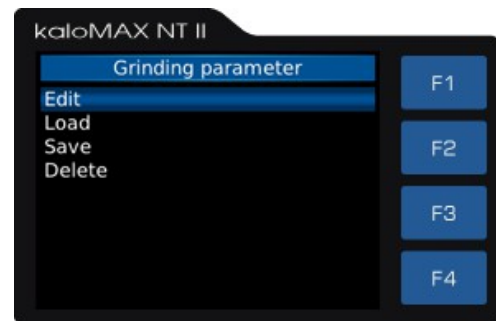 kaloMAX NT II
Grinding parameter
F1
Edit
Load
Save
F2
Delete
F3
F4